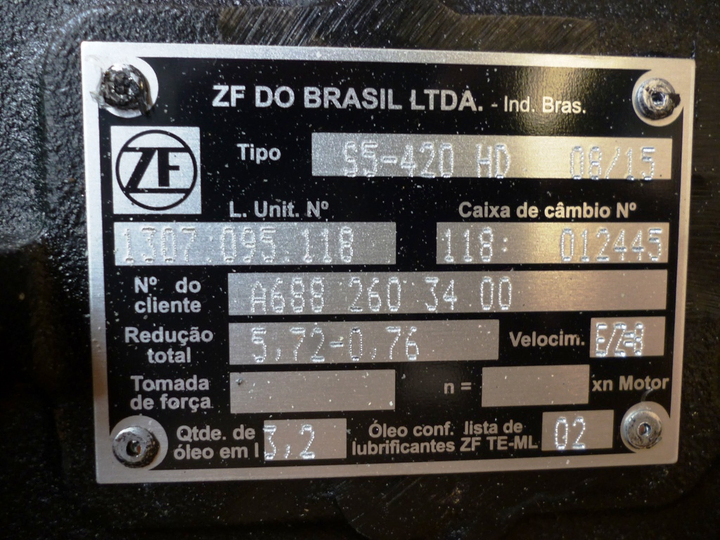 ZF DO BRASIL LTDA. - Ind. Bras.
ZF
Tipo S5-420 HD 08/15
L. Unit. Nº Caixa de câmbio Nº
1307 095.118 118: 012445
Nº do cliente A688 260 34 00
Redução total 5,72-0,76 Velocim. E/Z=8
Tomada de força n = xn Motor
Qtde. de óleo em l 3,2 Óleo conf. lista de lubrificantes ZF TE-ML 02